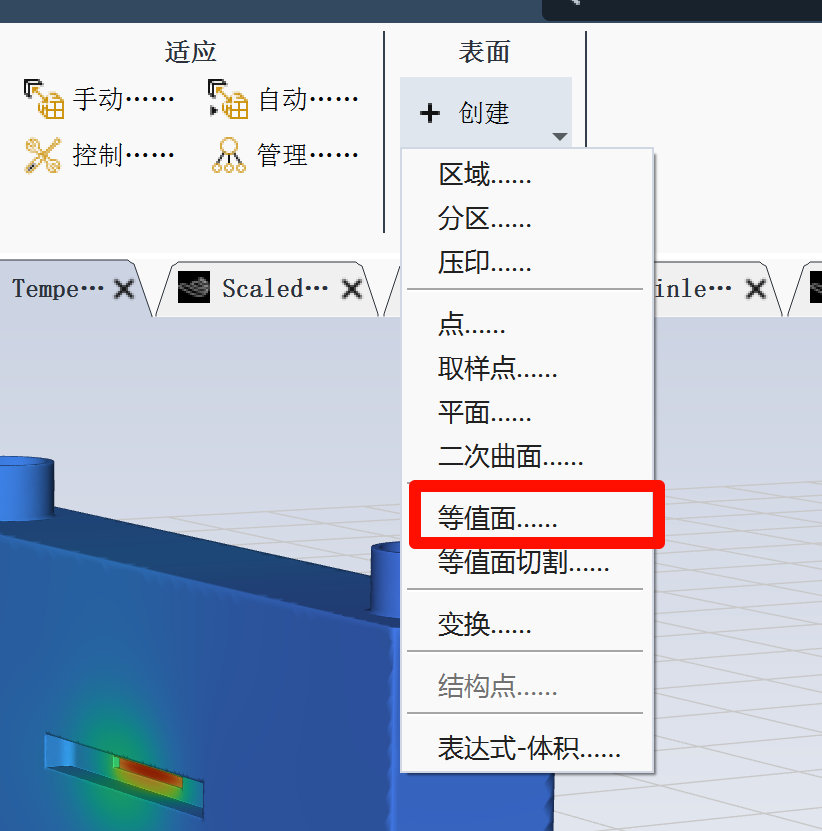 适应
表面
手动……
自动……
创建
控制……
管理……
区域......
分区......
压印......
Tempe…
Scaled…
inle…
点......
取样点......
平面......
二次曲面......
等值面......
等值面切割......
变换......
结构点......
表达式-体积......